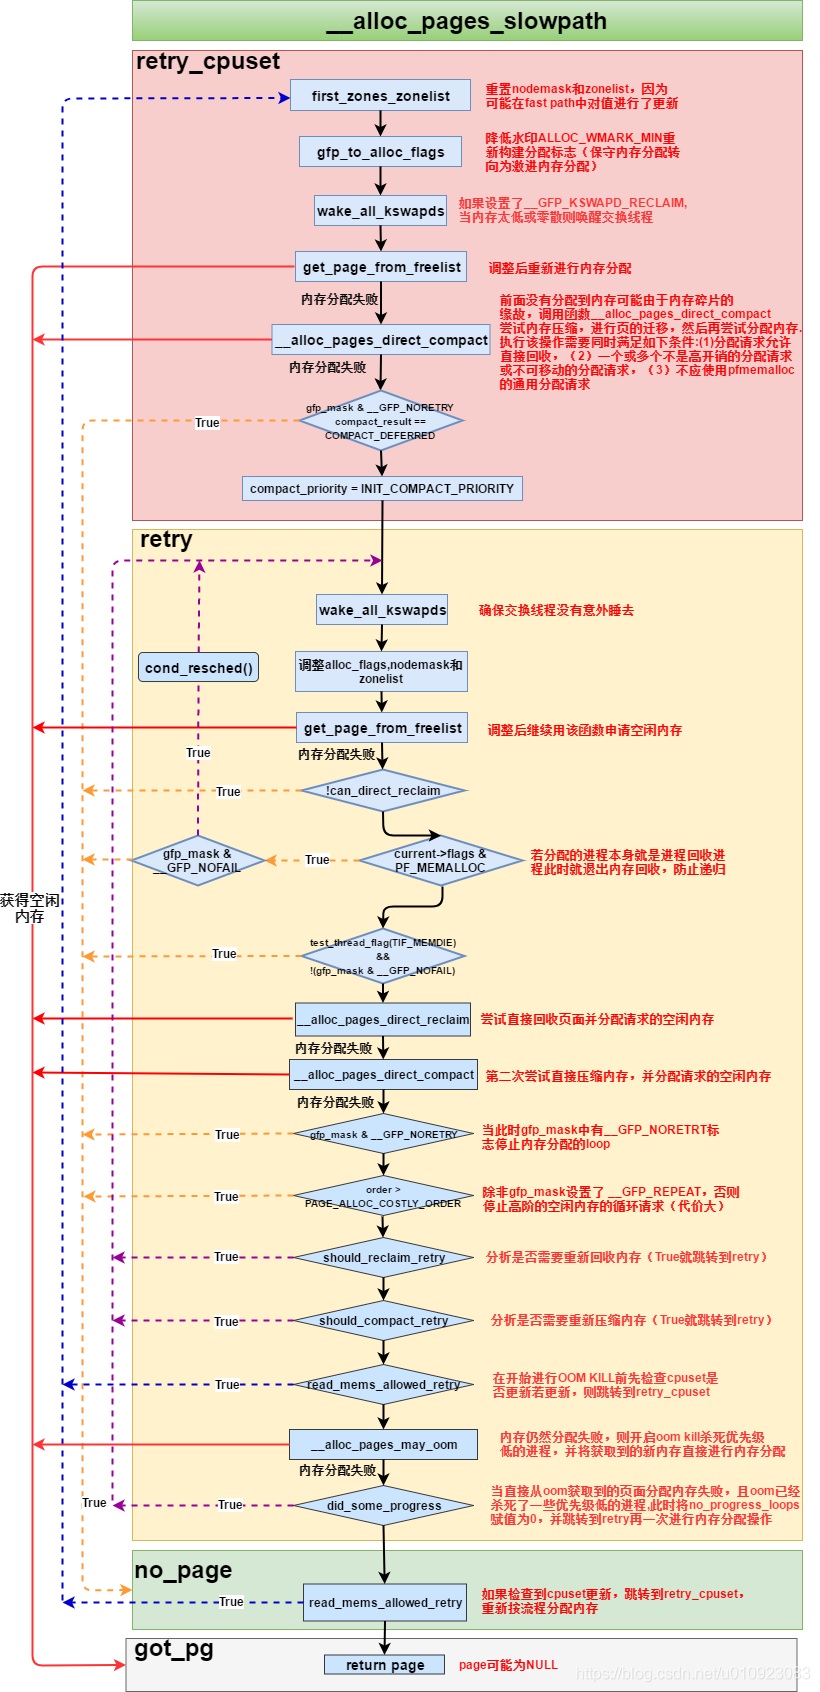 __alloc_pages_slowpath
retry_cpuset
first_zones_zonelist
重置nodemask和zonelist，因为
可能在fast path中对值进行了更新
gfp_to_alloc_flags
降低水印ALLOC_WMARK_MIN重
新构建分配标志（保守内存分配转
向为激进内存分配）
wake_all_kswapds
如果设置了__GFP_KSWAPD_RECLAIM,
当内存太低或零散则唤醒交换线程
get_page_from_freelist
调整后重新进行内存分配
内存分配失败
前面没有分配到内存可能由于内存碎片的
缘故，调用函数__alloc_pages_direct_compact
尝试内存压缩，进行页的迁移，然后再尝试分配内存.
执行该操作需要同时满足如下条件:(1)分配请求允许
直接回收，（2）一个或多个不是高开销的分配请求
或不可移动的分配请求，（3）不应使用pfmemalloc
的通用分配请求
__alloc_pages_direct_compact
内存分配失败
gfp_mask & __GFP_NORETRY
compact_result ==
COMPACT_DEFERRED
True
compact_priority = INIT_COMPACT_PRIORITY
retry
wake_all_kswapds
确保交换线程没有意外睡去
cond_resched()
调整alloc_flags,nodemask和
zonelist
get_page_from_freelist
调整后继续用该函数申请空闲内存
True
内存分配失败
!can_direct_reclaim
True
gfp_mask &
__GFP_NOFAIL
True
current->flags &
PF_MEMALLOC
若分配的进程本身就是进程回收进
程此时就退出内存回收，防止递归
获得空闲
内存
test_thread_flag(TIF_MEMDIE)
&&
!(gfp_mask & __GFP_NOFAIL)
True
__alloc_pages_direct_reclaim
尝试直接回收页面并分配请求的空闲内存
内存分配失败
__alloc_pages_direct_compact
第二次尝试直接压缩内存，并分配请求的空闲内存
内存分配失败
gfp_mask & __GFP_NORETRY
True
当此时gfp_mask中有__GFP_NORETRT标
志停止内存分配的loop
order >
PAGE_ALLOC_COSTLY_ORDER
True
除非gfp_mask设置了 __GFP_REPEAT，否则
停止高阶的空闲内存的循环请求（代价大）
should_reclaim_retry
True
分析是否需要重新回收内存（True就跳转到retry）
should_compact_retry
True
分析是否需要重新压缩内存（True就跳转到retry）
read_mems_allowed_retry
True
在开始进行OOM KILL前先检查cpuset是
否更新若更新，则跳转到retry_cpuset
__alloc_pages_may_oom
内存仍然分配失败，则开启oom kill杀死优先级
低的进程，并将获取到的新内存直接进行内存分配
内存分配失败
True
did_some_progress
True
当直接从oom获取到的页面分配内存失败，且oom已经
杀死了一些优先级低的进程,此时将no_progress_loops
赋值为0，并跳转到retry再一次进行内存分配操作
no_page
read_mems_allowed_retry
True
如果检查到cpuset更新，跳转到retry_cpuset，
重新按流程分配内存
got_pg
return page
page可能为NULL
https://blog.csdn.net/u010923083